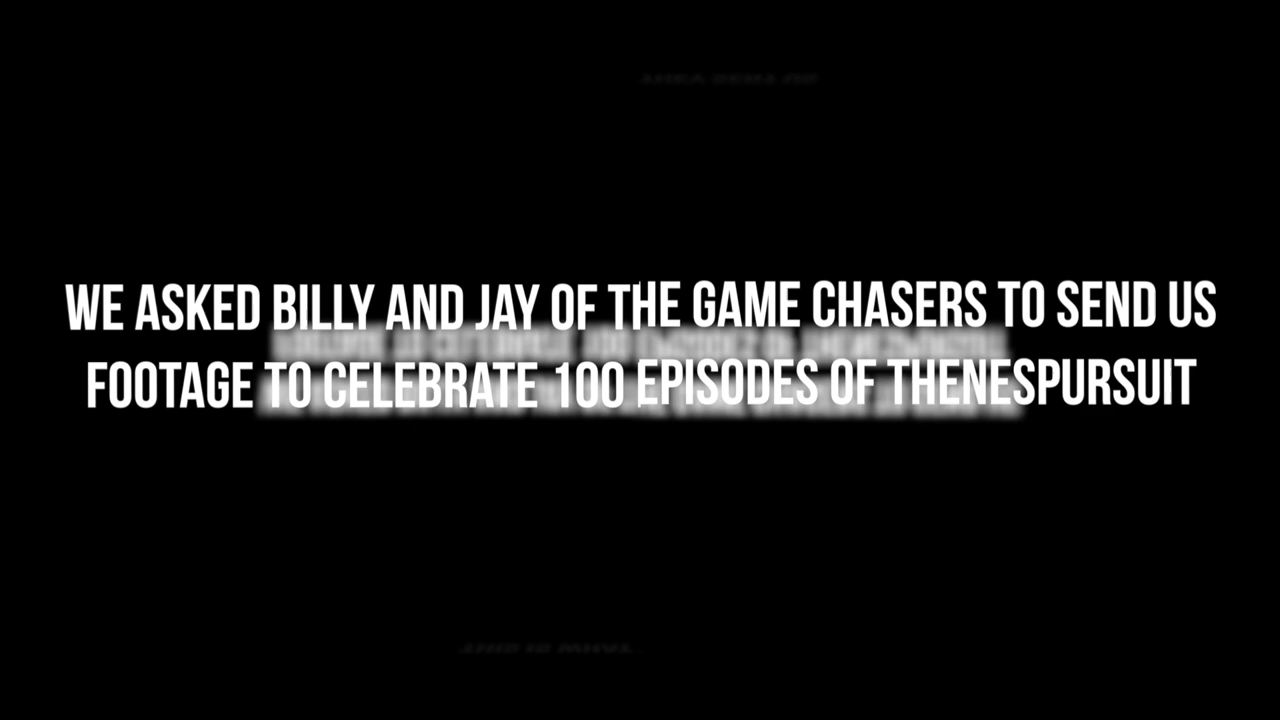 WE ASKED BILLY AND JAY OF THE GAME CHASERS TO SEND US
FOOTAGE TO CELEBRATE 100 EPISODES OF THENESPURSUIT